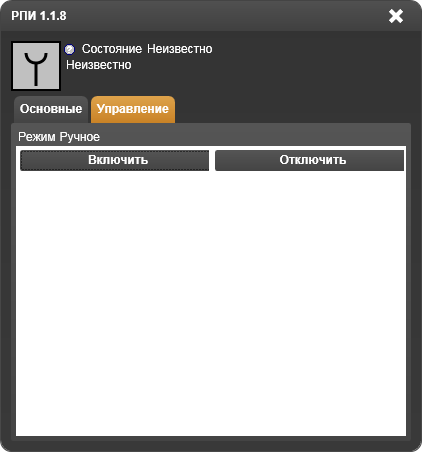 РПИ 1.1.8
Состояние Неизвестно
Неизвестно
Основные Управление
Режим Ручное
Включить Отключить